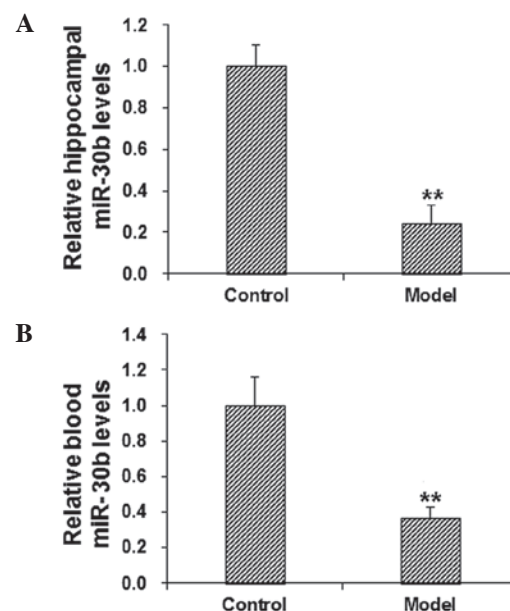 A
Relative hippocampal
miR-30b levels
1.2
1.0
0.8
0.6
0.4
0.2
0.0
**
Control Model
B
Relative blood
miR- 30b levels
1.4
1.2
1.0
0.8
0.6
0.4
0.2
0.0
**
Control Model